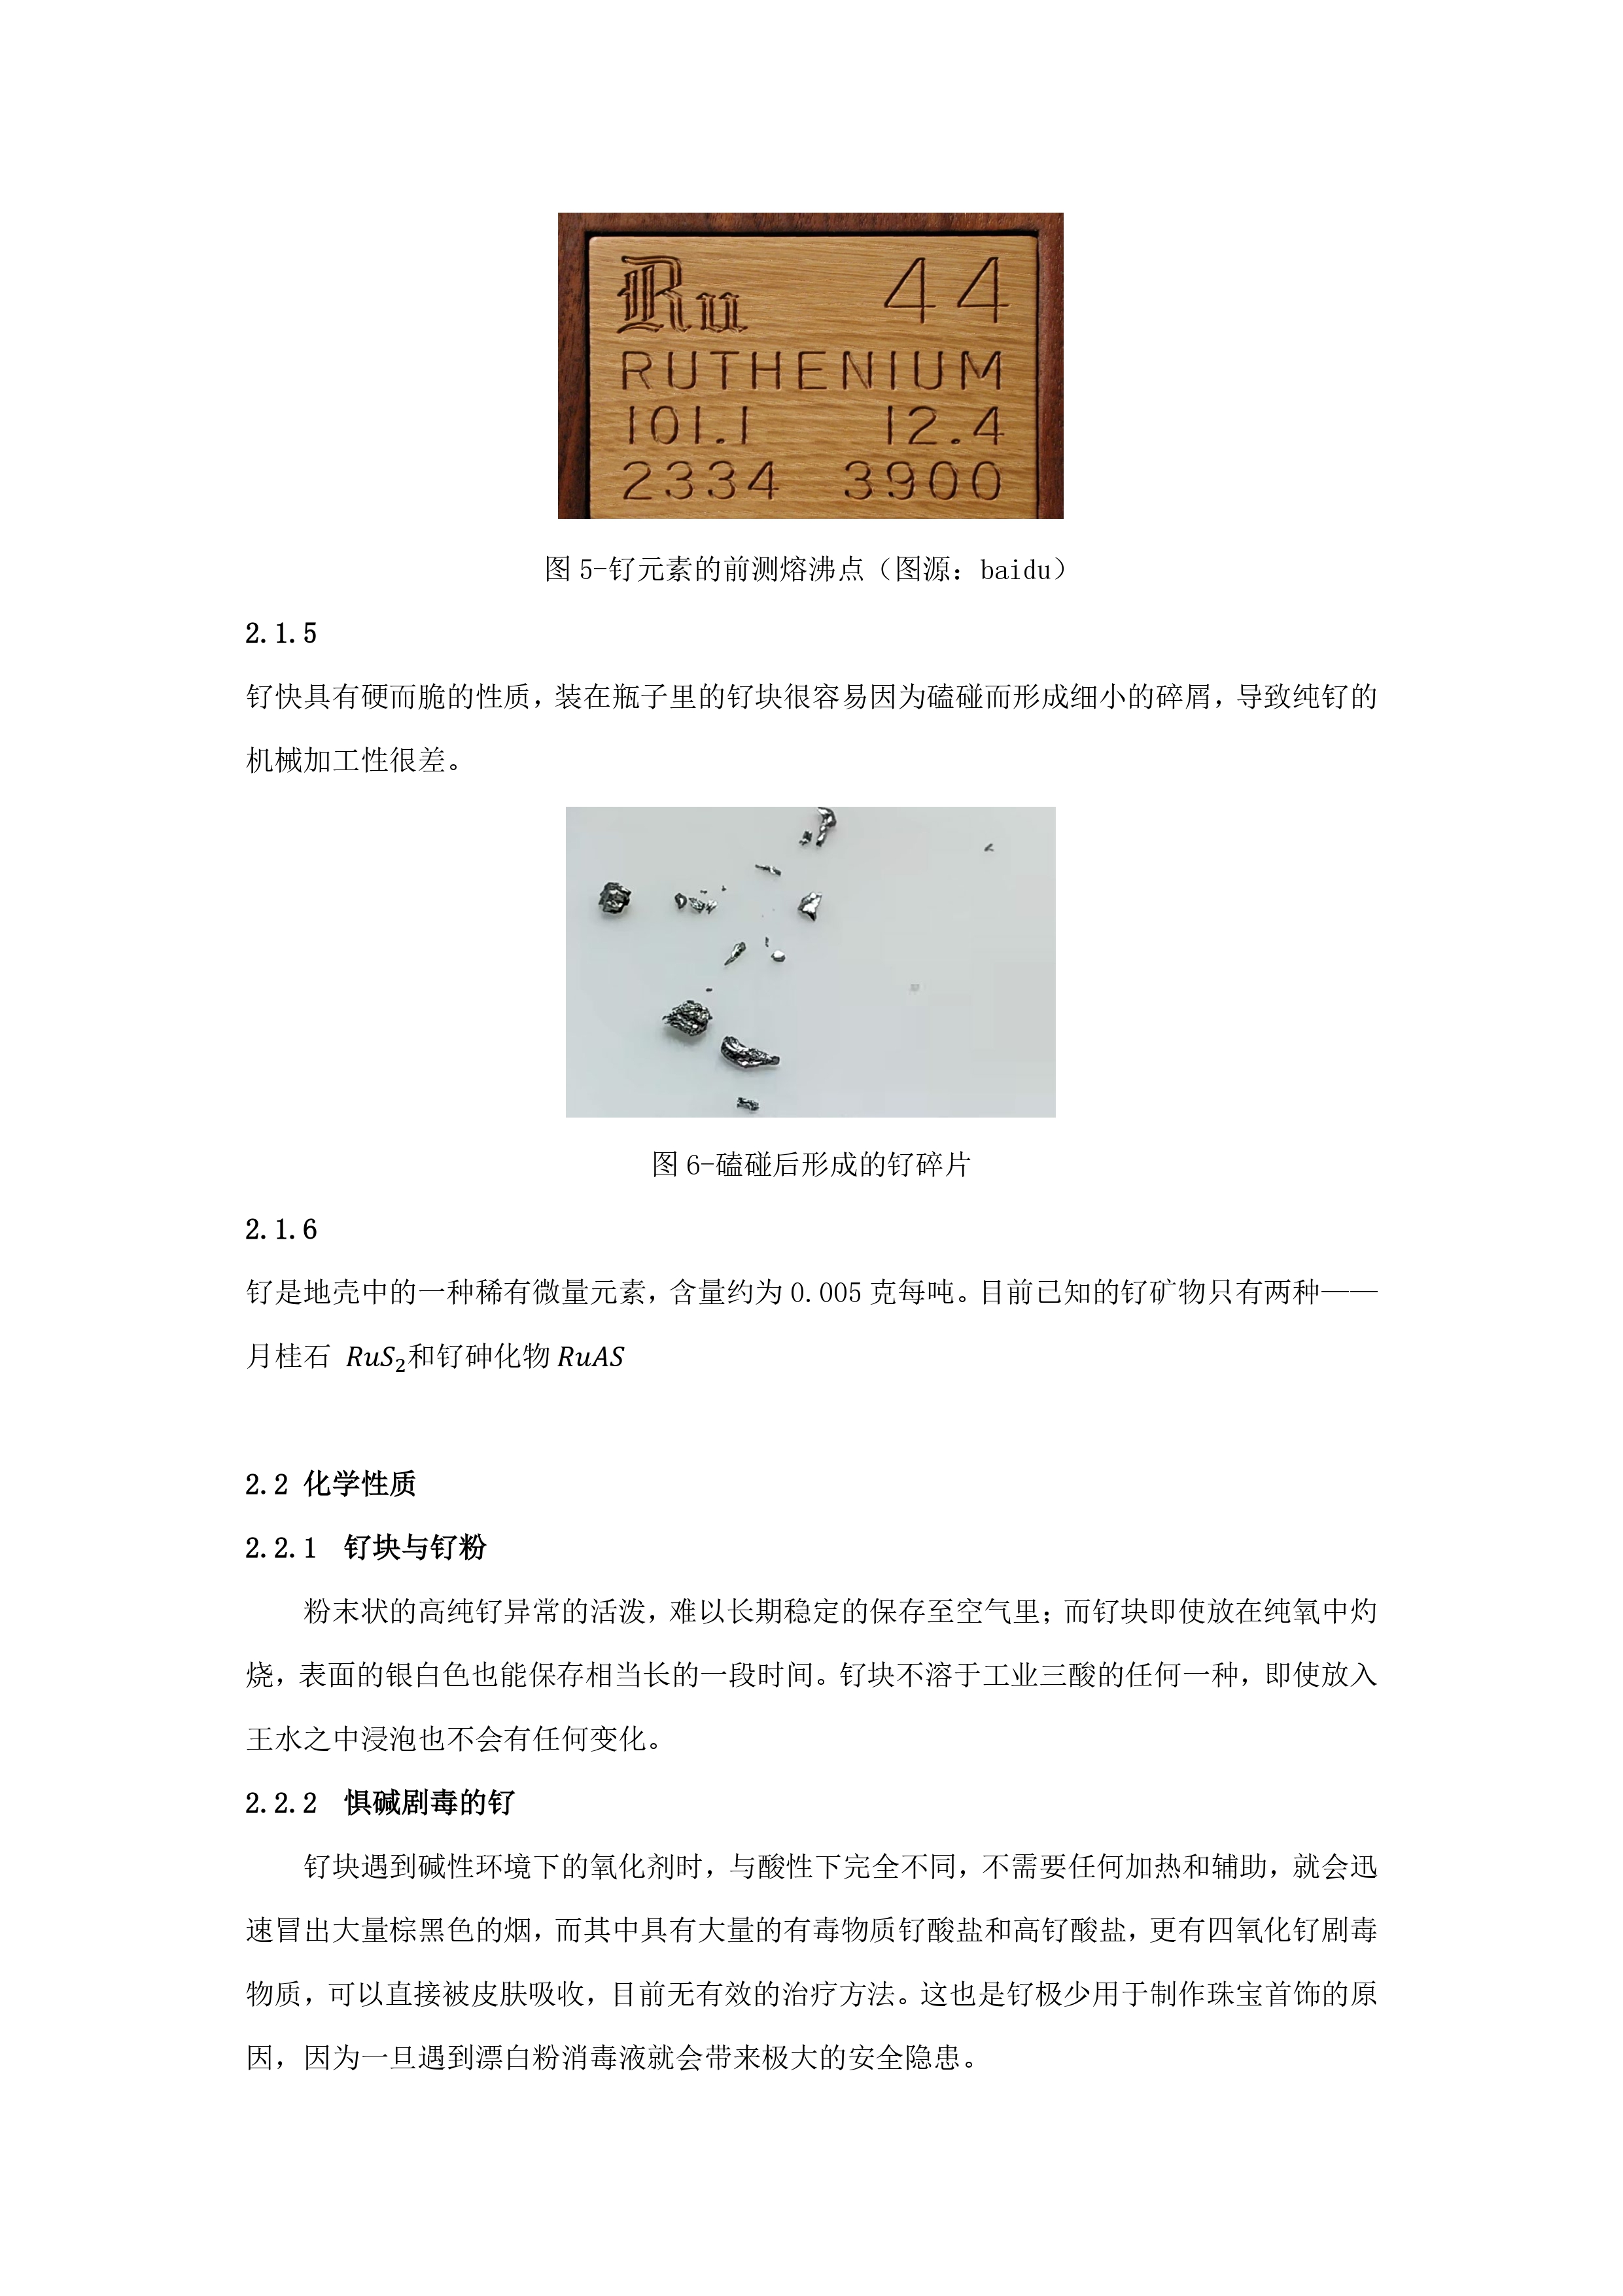 Ru 44
RUTHENIUM
101.1 12.4
2334 3900
图 5-钌元素的前测熔沸点（图源：baidu）
2.1.5
钌快具有硬而脆的性质，装在瓶子里的钌块很容易因为磕碰而形成细小的碎屑，导致纯钌的
机械加工性很差。
图 6-磕碰后形成的钌碎片
2.1.6
钌是地壳中的一种稀有微量元素，含量约为 0.005 克每吨。目前已知的钌矿物只有两种——
月桂石 RuS₂和钌砷化物 RuAS
2.2 化学性质
2.2.1 钌块与钌粉
粉末状的高纯钌异常的活泼，难以长期稳定的保存至空气里；而钌块即使放在纯氧中灼
烧，表面的银白色也能保存相当长的一段时间。钌块不溶于工业三酸的任何一种，即使放入
王水之中浸泡也不会有任何变化。
2.2.2 惧碱剧毒的钌
钌块遇到碱性环境下的氧化剂时，与酸性下完全不同，不需要任何加热和辅助，就会迅
速冒出大量棕黑色的烟，而其中具有大量的有毒物质钌酸盐和高钌酸盐，更有四氧化钌剧毒
物质，可以直接被皮肤吸收，目前无有效的治疗方法。这也是钌极少用于制作珠宝首饰的原
因，因为一旦遇到漂白粉消毒液就会带来极大的安全隐患。